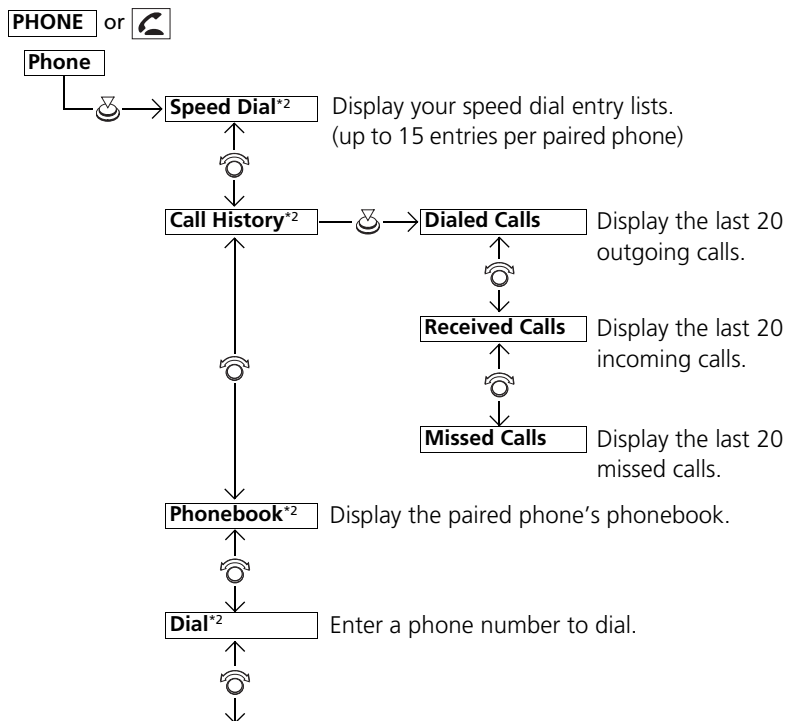 PHONE or
Phone
Speed Dial*2 Display your speed dial entry lists.
(up to 15 entries per paired phone)
Call History*2 Dialed Calls Display the last 20
outgoing calls.
Received Calls Display the last 20
incoming calls.
Missed Calls Display the last 20
missed calls.
Phonebook*2 Display the paired phone's phonebook.
Dial*2 Enter a phone number to dial.